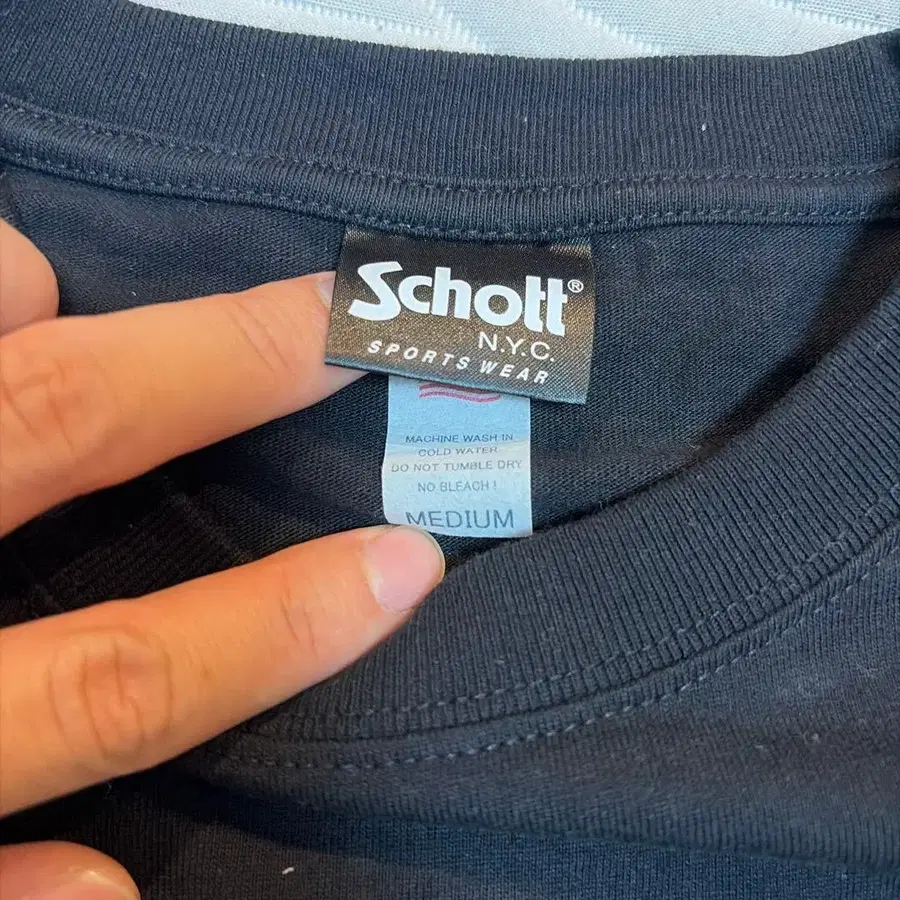 Schott®
N.Y.C.
SPORTS WEAR
MACHINE WASH IN
COLD WATER
DO NOT TUMBLE DRY
NO BLEACH!
MEDIUM